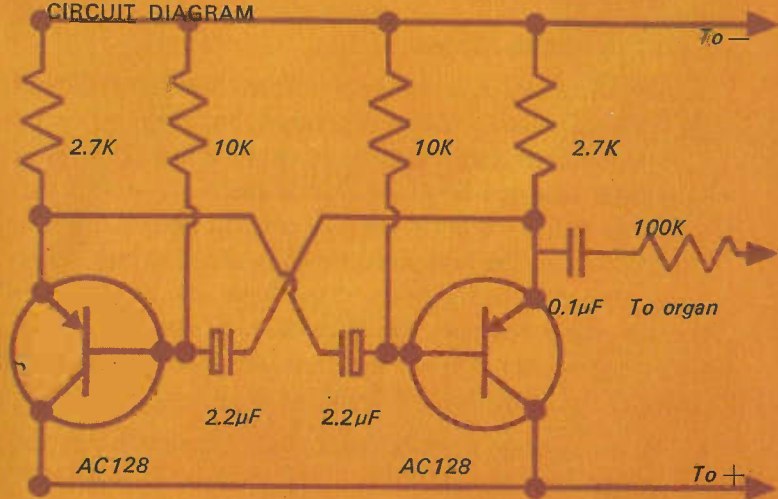 CIRCUIT DIAGRAM
To —
2.7K 10K 10K 2.7K
100K
0.1µF To organ
2.2µF 2.2µF
AC128 AC128
To +